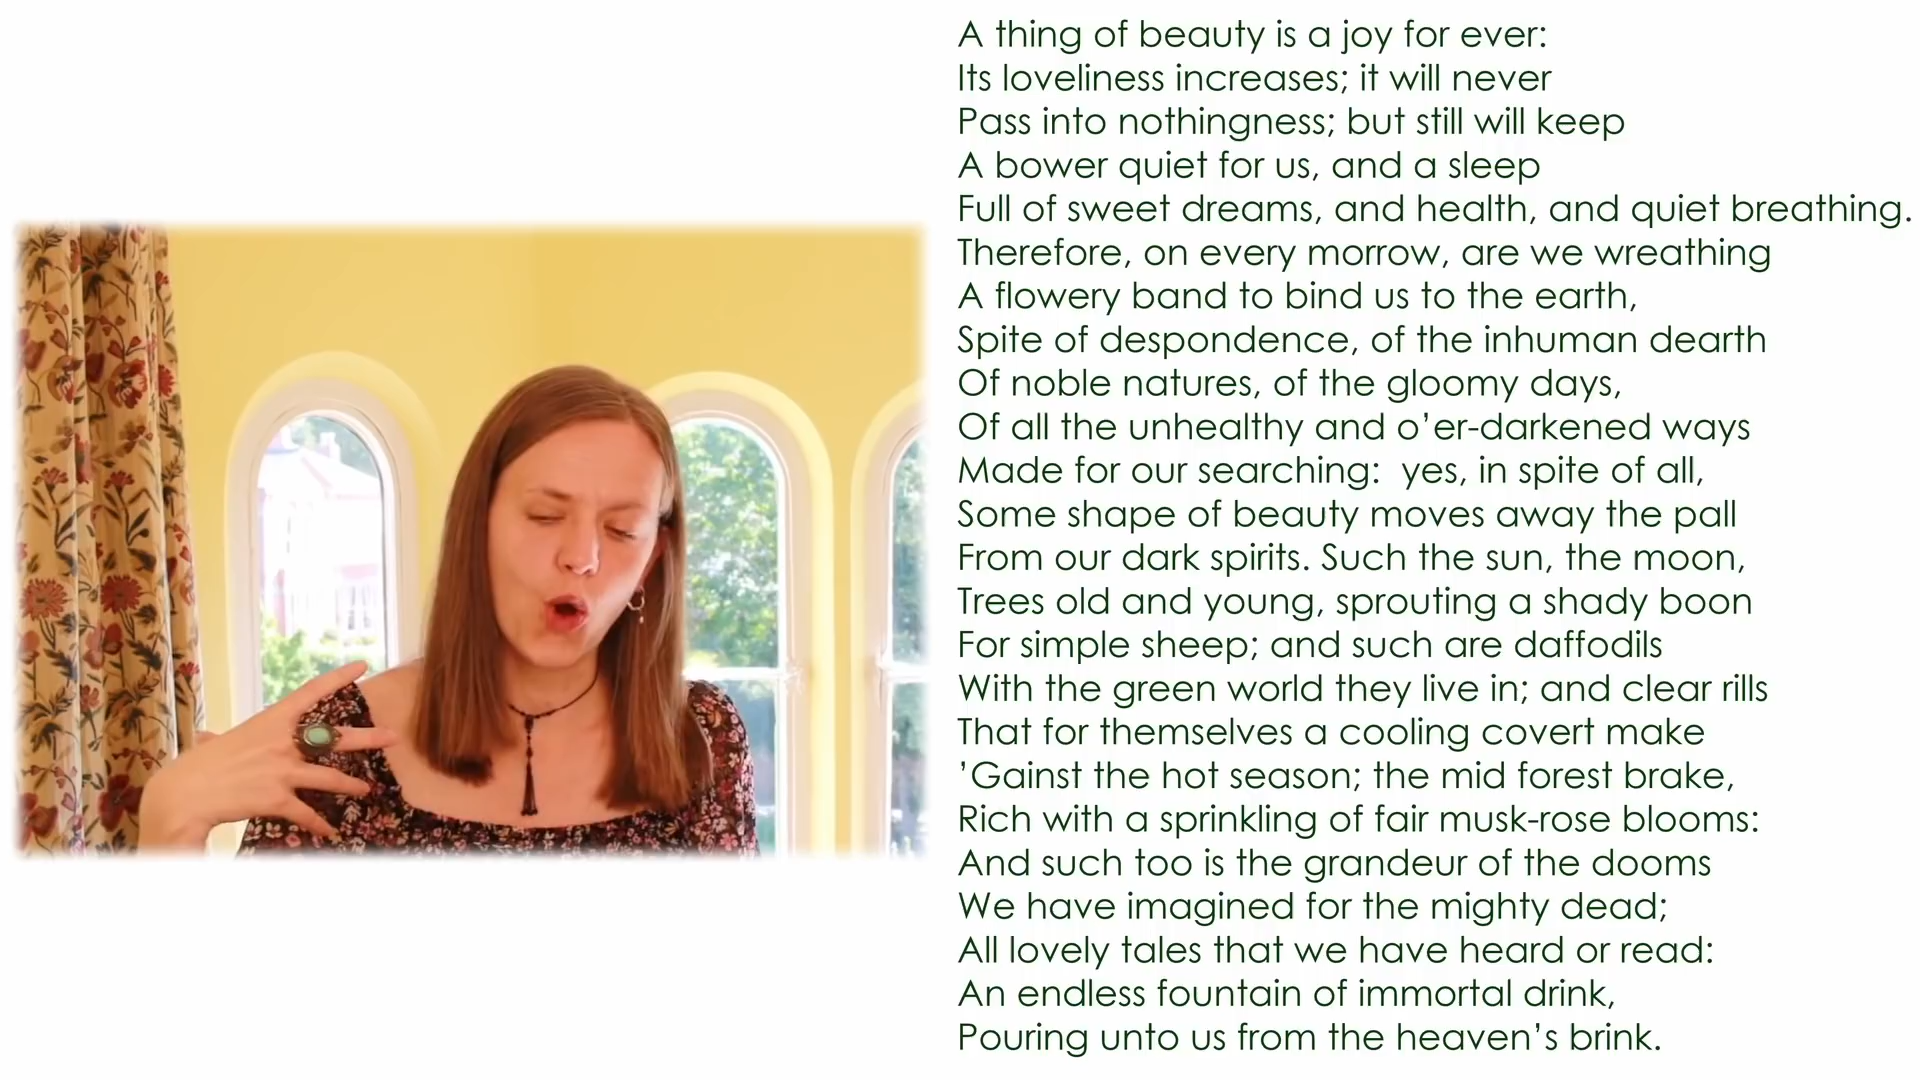 A thing of beauty is a joy for ever:
Its loveliness increases; it will never
Pass into nothingness; but still will keep
A bower quiet for us, and a sleep
Full of sweet dreams, and health, and quiet breathing.
Therefore, on every morrow, are we wreathing
A flowery band to bind us to the earth,
Spite of despondence, of the inhuman dearth
Of noble natures, of the gloomy days,
Of all the unhealthy and o’er-darkened ways
Made for our searching:  yes, in spite of all,
Some shape of beauty moves away the pall
From our dark spirits. Such the sun, the moon,
Trees old and young, sprouting a shady boon
For simple sheep; and such are daffodils
With the green world they live in; and clear rills
That for themselves a cooling covert make
’Gainst the hot season; the mid forest brake,
Rich with a sprinkling of fair musk-rose blooms:
And such too is the grandeur of the dooms
We have imagined for the mighty dead;
All lovely tales that we have heard or read:
An endless fountain of immortal drink,
Pouring unto us from the heaven’s brink.